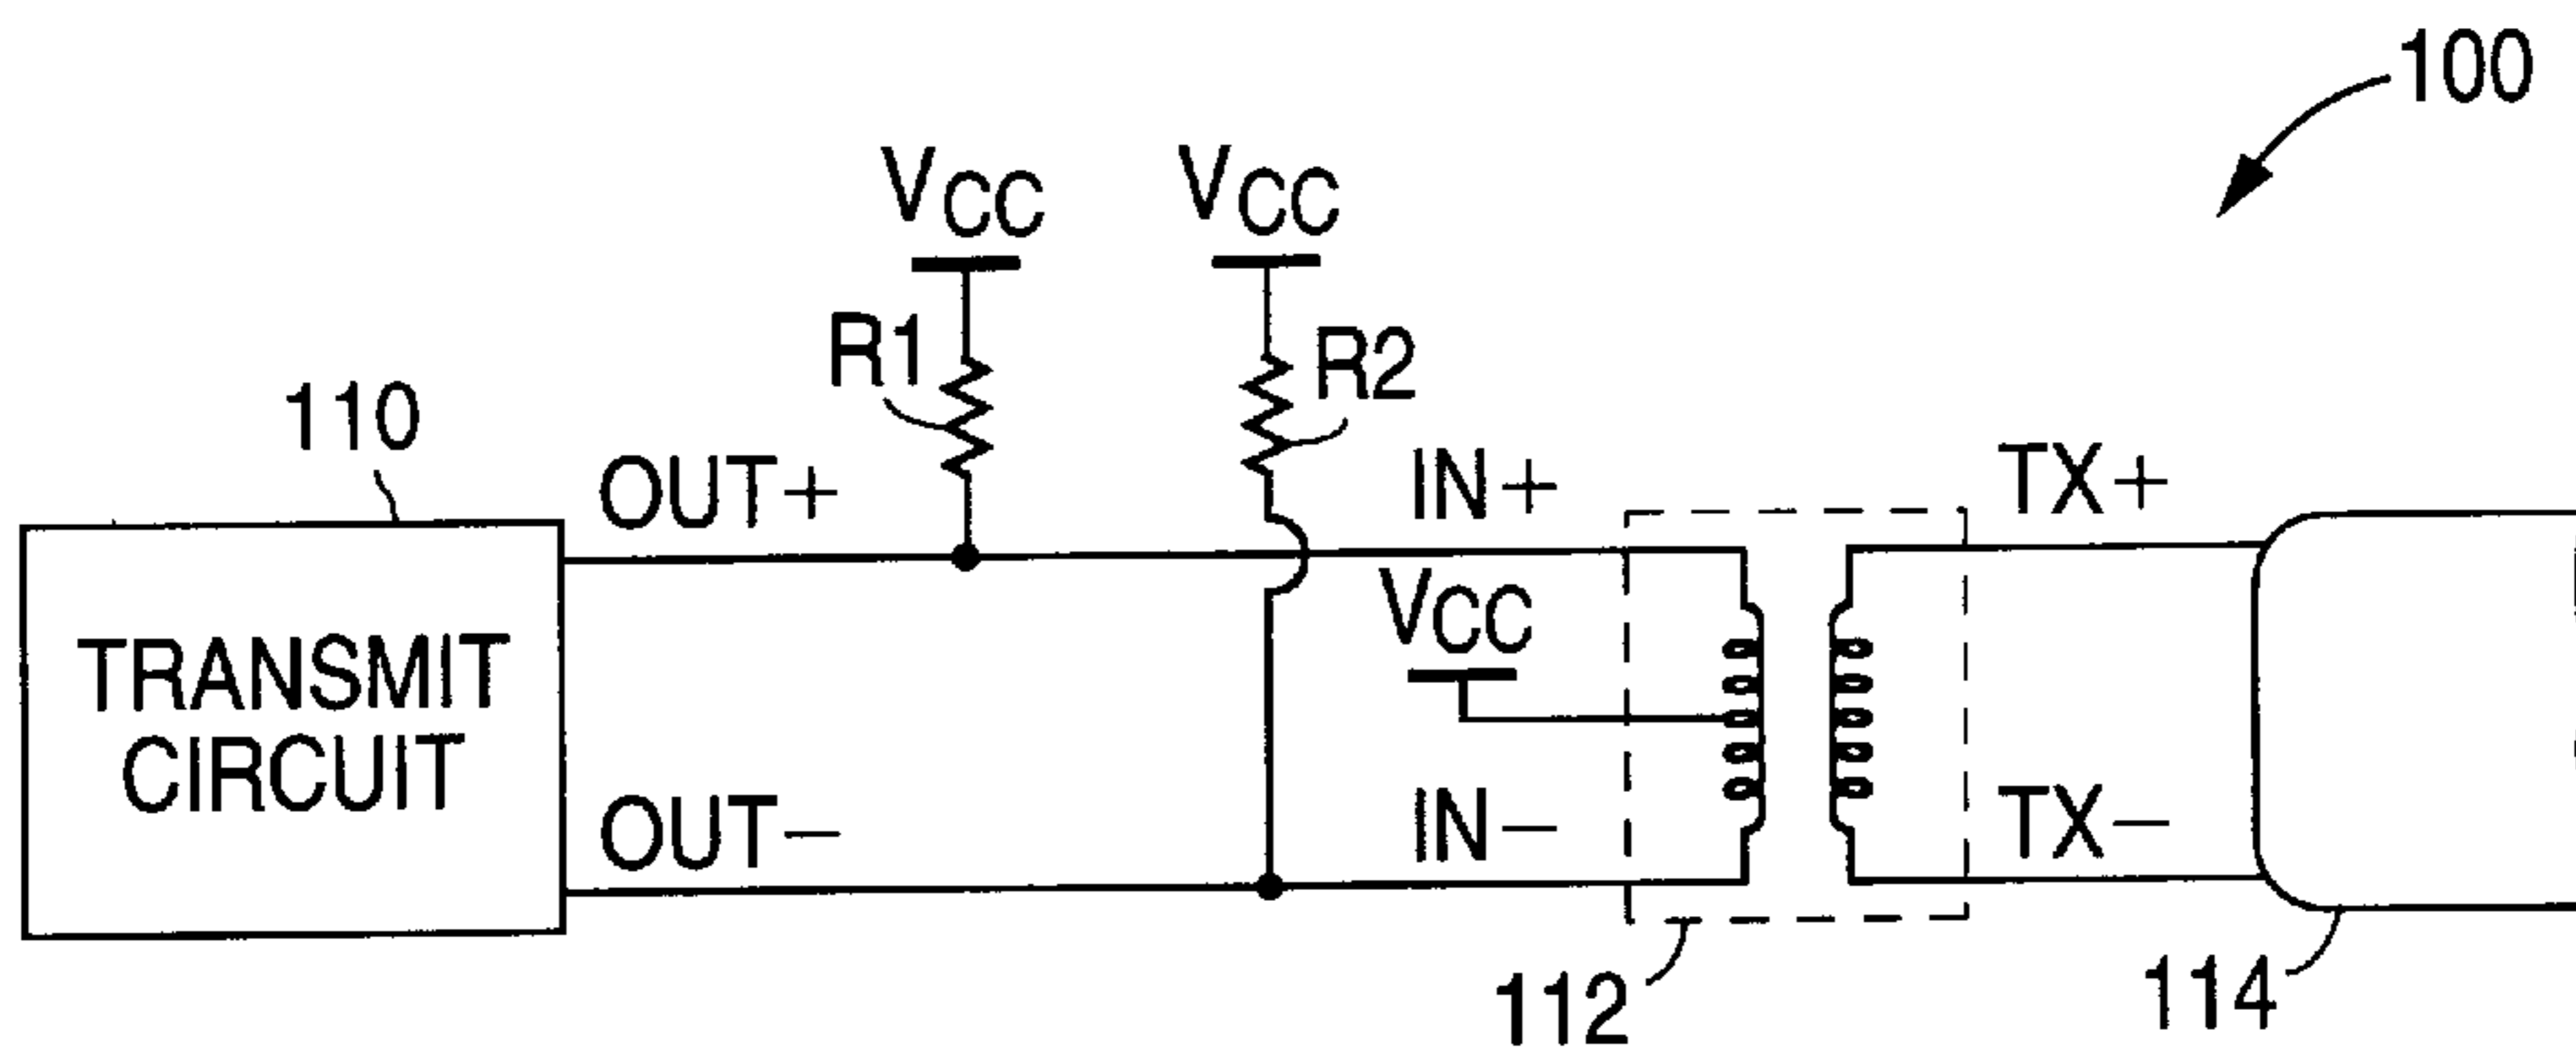 100
VCC
VCC
R1
R2
110
OUT+
IN+
TX+
VCC
TRANSMIT
CIRCUIT
OUT−
IN−
TX−
112
114